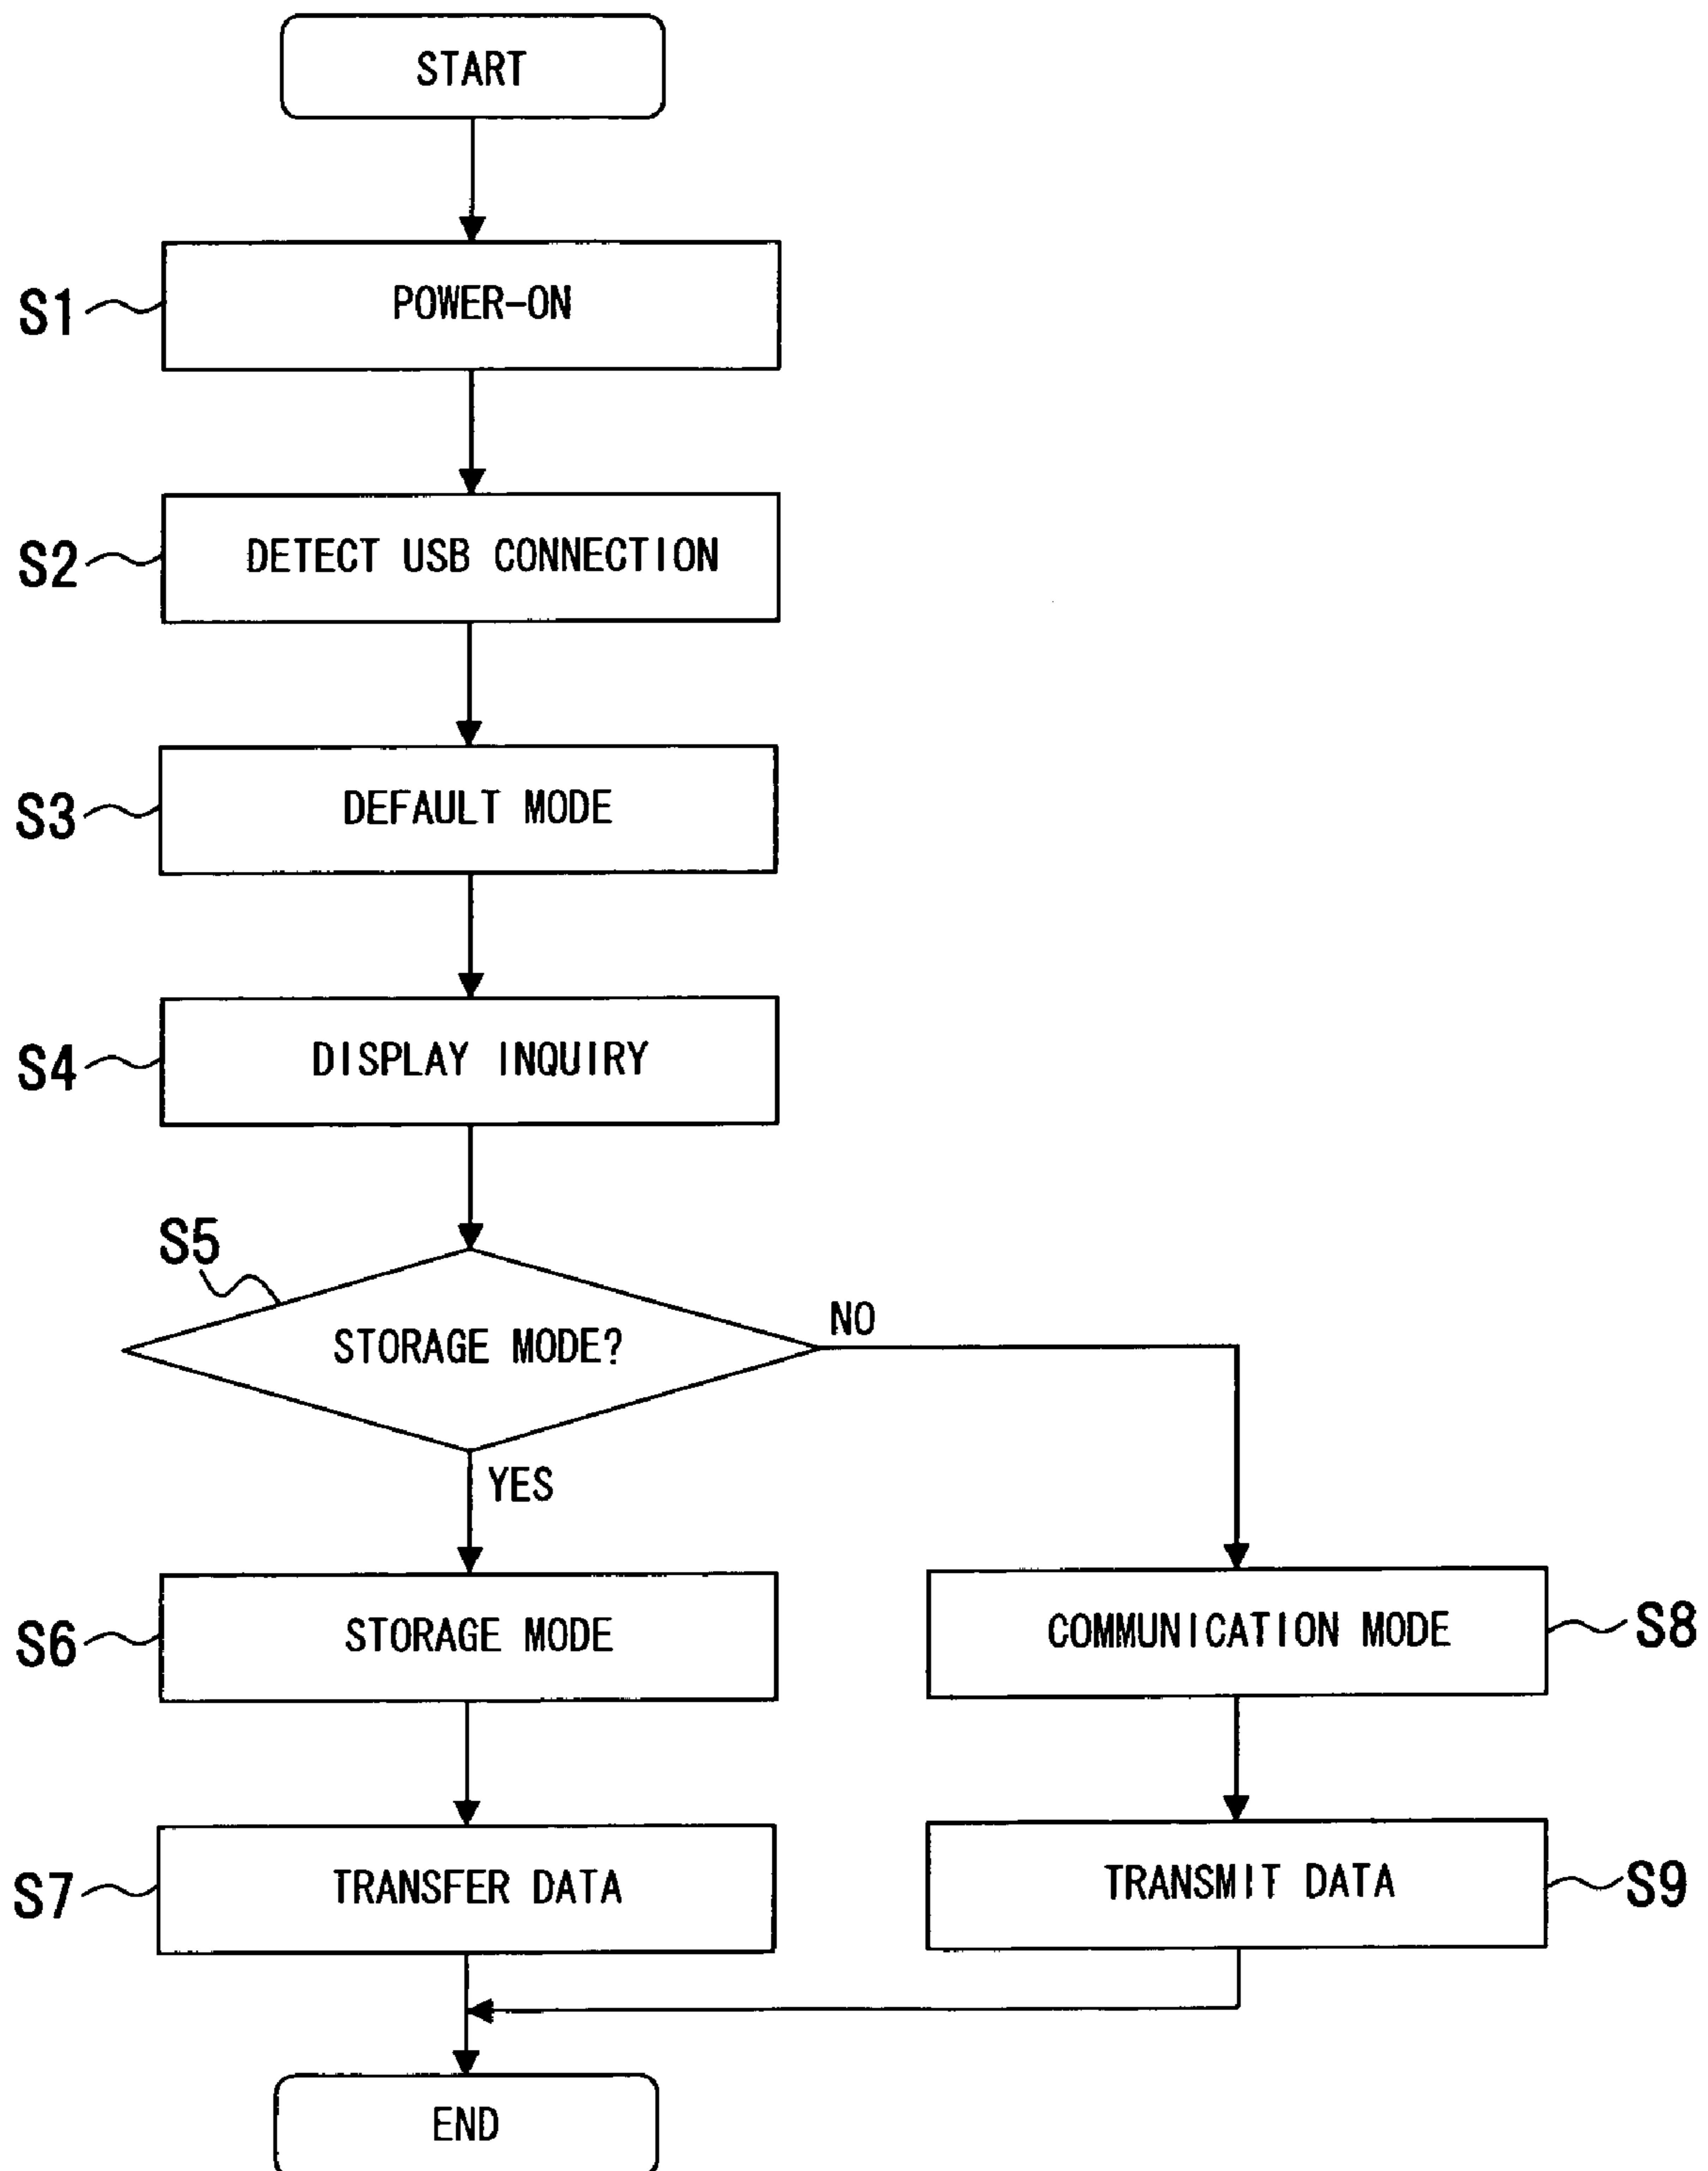 START
S1
POWER-ON
S2
DETECT USB CONNECTION
S3
DEFAULT MODE
S4
DISPLAY INQUIRY
S5
STORAGE MODE?
NO
YES
S6
STORAGE MODE
COMMUNICATION MODE
S8
S7
TRANSFER DATA
TRANSMIT DATA
S9
END